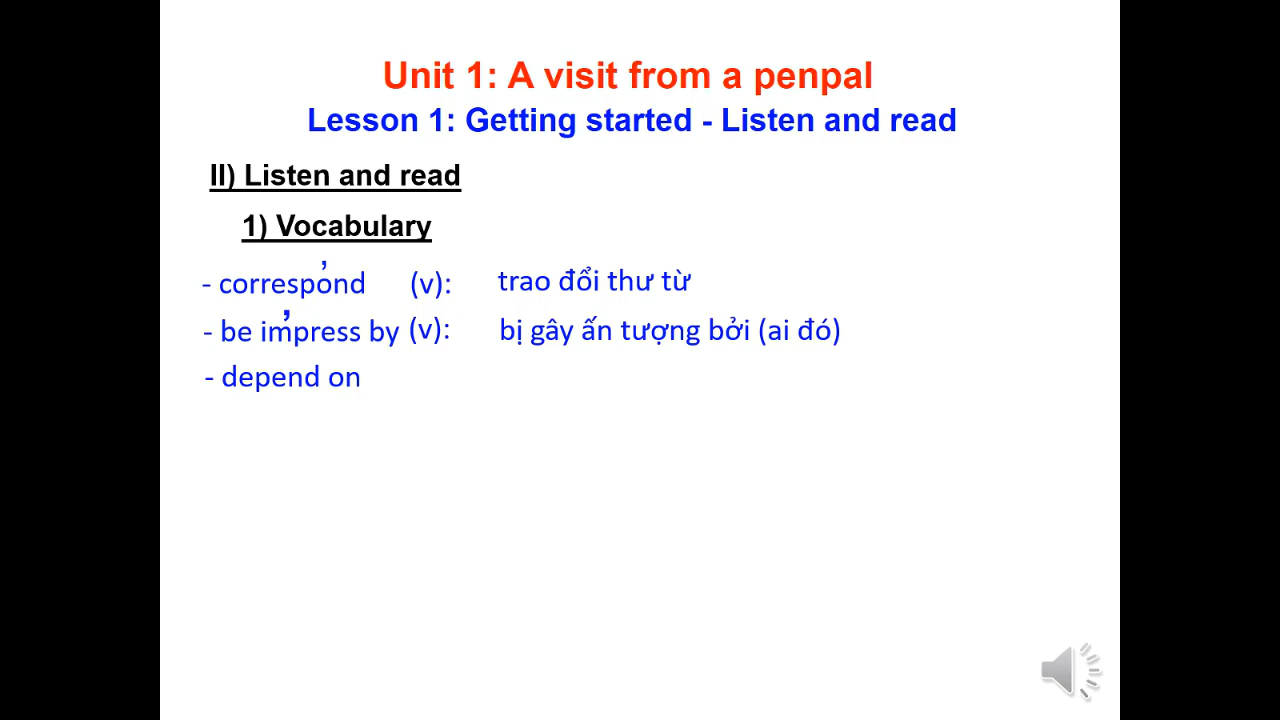 Unit 1: A visit from a penpal
Lesson 1: Getting started - Listen and read
II) Listen and read
1) Vocabulary
- correspond (v): trao đổi thư từ
- be impress by (v): bị gây ấn tượng bởi (ai đó)
- depend on